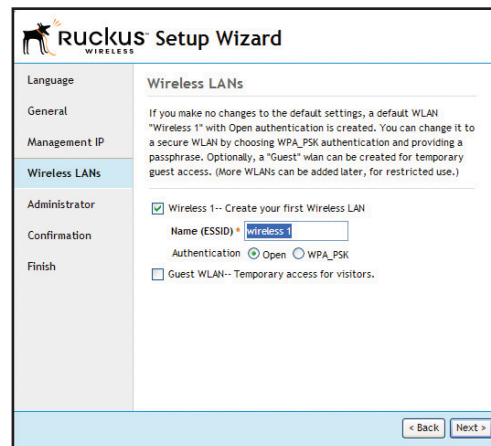 RUCKUS™ Setup Wizard
WIRELESS
Language
General
Management IP
Wireless LANs
Administrator
Confirmation
Finish
Wireless LANs
If you make no changes to the default settings, a default WLAN
"Wireless 1" with Open authentication is created. You can change it to
a secure WLAN by choosing WPA_PSK authentication and providing a
passphrase. Optionally, a "Guest" wlan can be created for temporary
guest access. (More WLANs can be added later, for restricted use.)
Wireless 1-- Create your first Wireless LAN
Name (ESSID) * wireless 1
Authentication Open WPA_PSK
Guest WLAN-- Temporary access for visitors.
< Back Next >